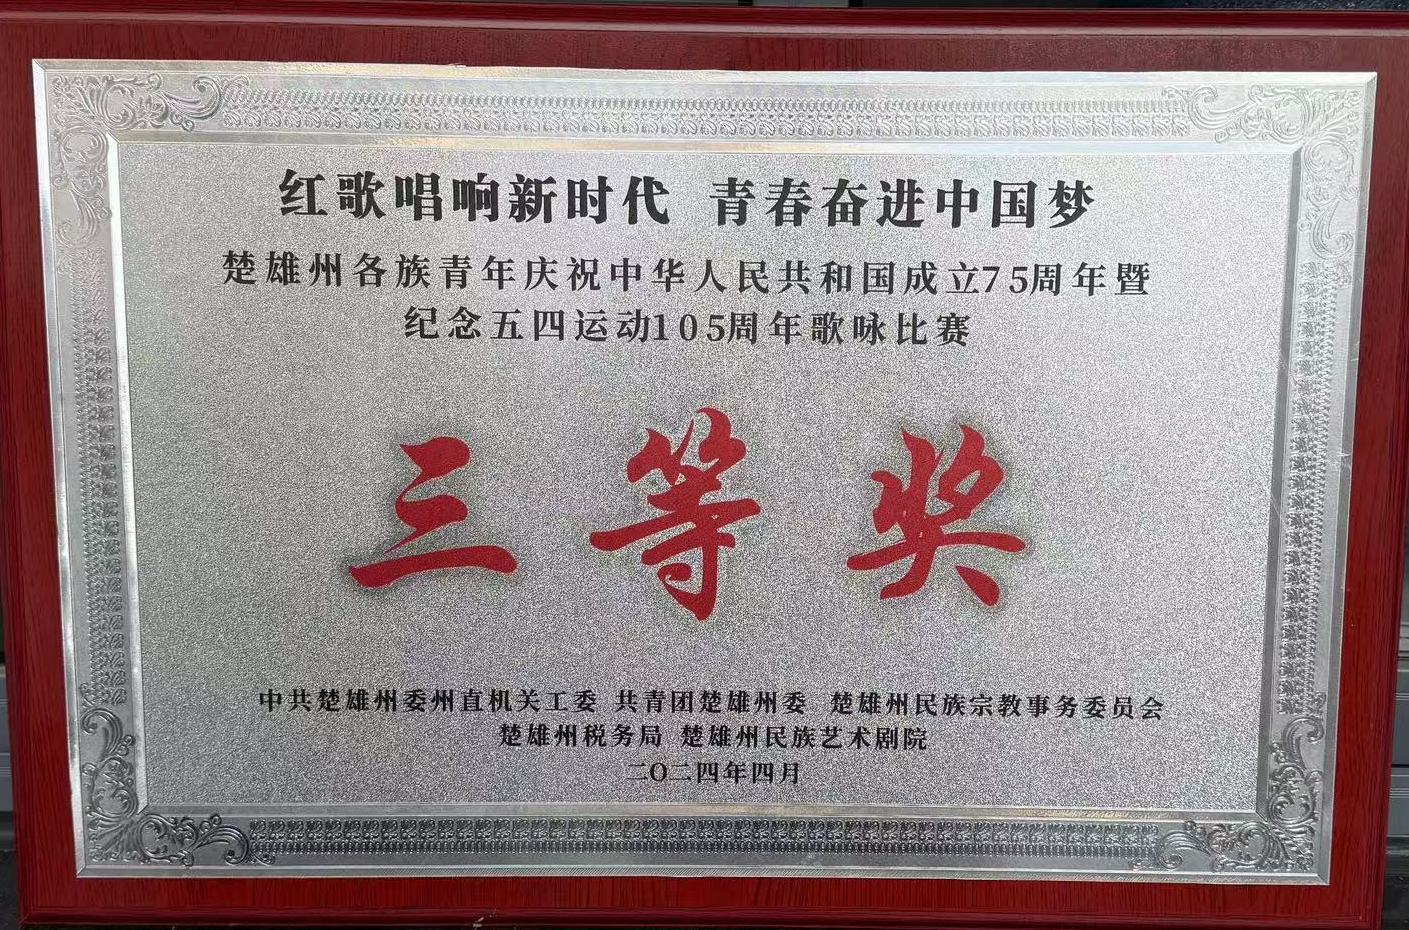 红歌唱响新时代 青春奋进中国梦
楚雄州各族青年庆祝中华人民共和国成立75周年暨
纪念五四运动105周年歌咏比赛
三等奖
中共楚雄州委州直机关工委 共青团楚雄州委 楚雄州民族宗教事务委员会
楚雄州税务局 楚雄州民族艺术剧院
二〇二四年四月